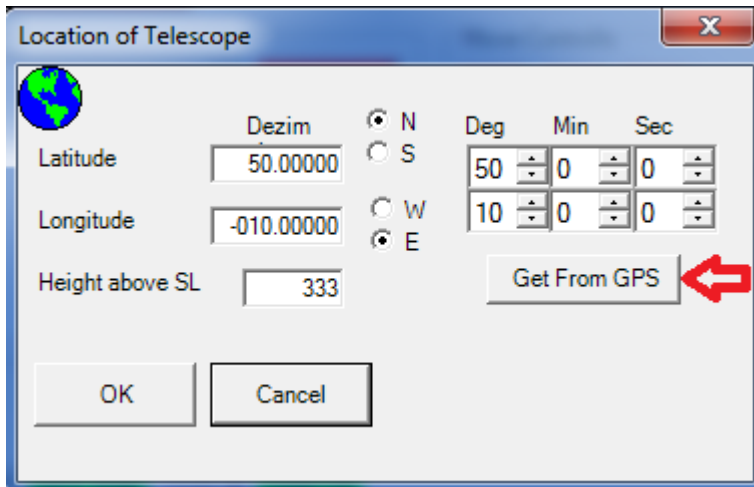 Location of Telescope
Dezim N Deg Min Sec
Latitude 50.00000 S 50 0 0
Longitude -010.00000 W 10 0 0
E
Height above SL 333 Get From GPS
OK Cancel